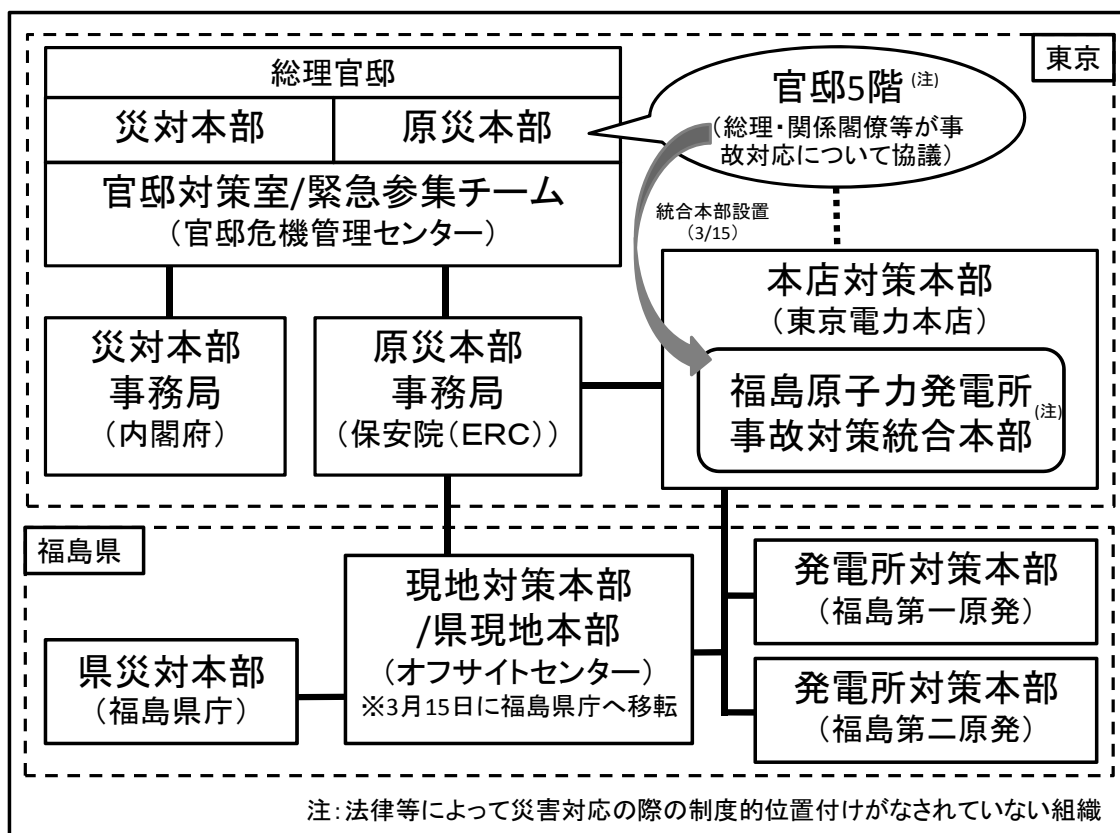 東京
総理官邸
災対本部
原災本部
官邸対策室/緊急参集チーム
（官邸危機管理センター）
官邸5階(注)
（総理・関係閣僚等が事
故対応について協議）
統合本部設置
（3/15）
災対本部
事務局
（内閣府）
原災本部
事務局
（保安院（ERC））
本店対策本部
（東京電力本店）
福島原子力発電所
事故対策統合本部(注)
福島県
県災対本部
（福島県庁）
現地対策本部
/県現地本部
（オフサイトセンター）
※3月15日に福島県庁へ移転
発電所対策本部
（福島第一原発）
発電所対策本部
（福島第二原発）
注：法律等によって災害対応の際の制度的位置付けがなされていない組織